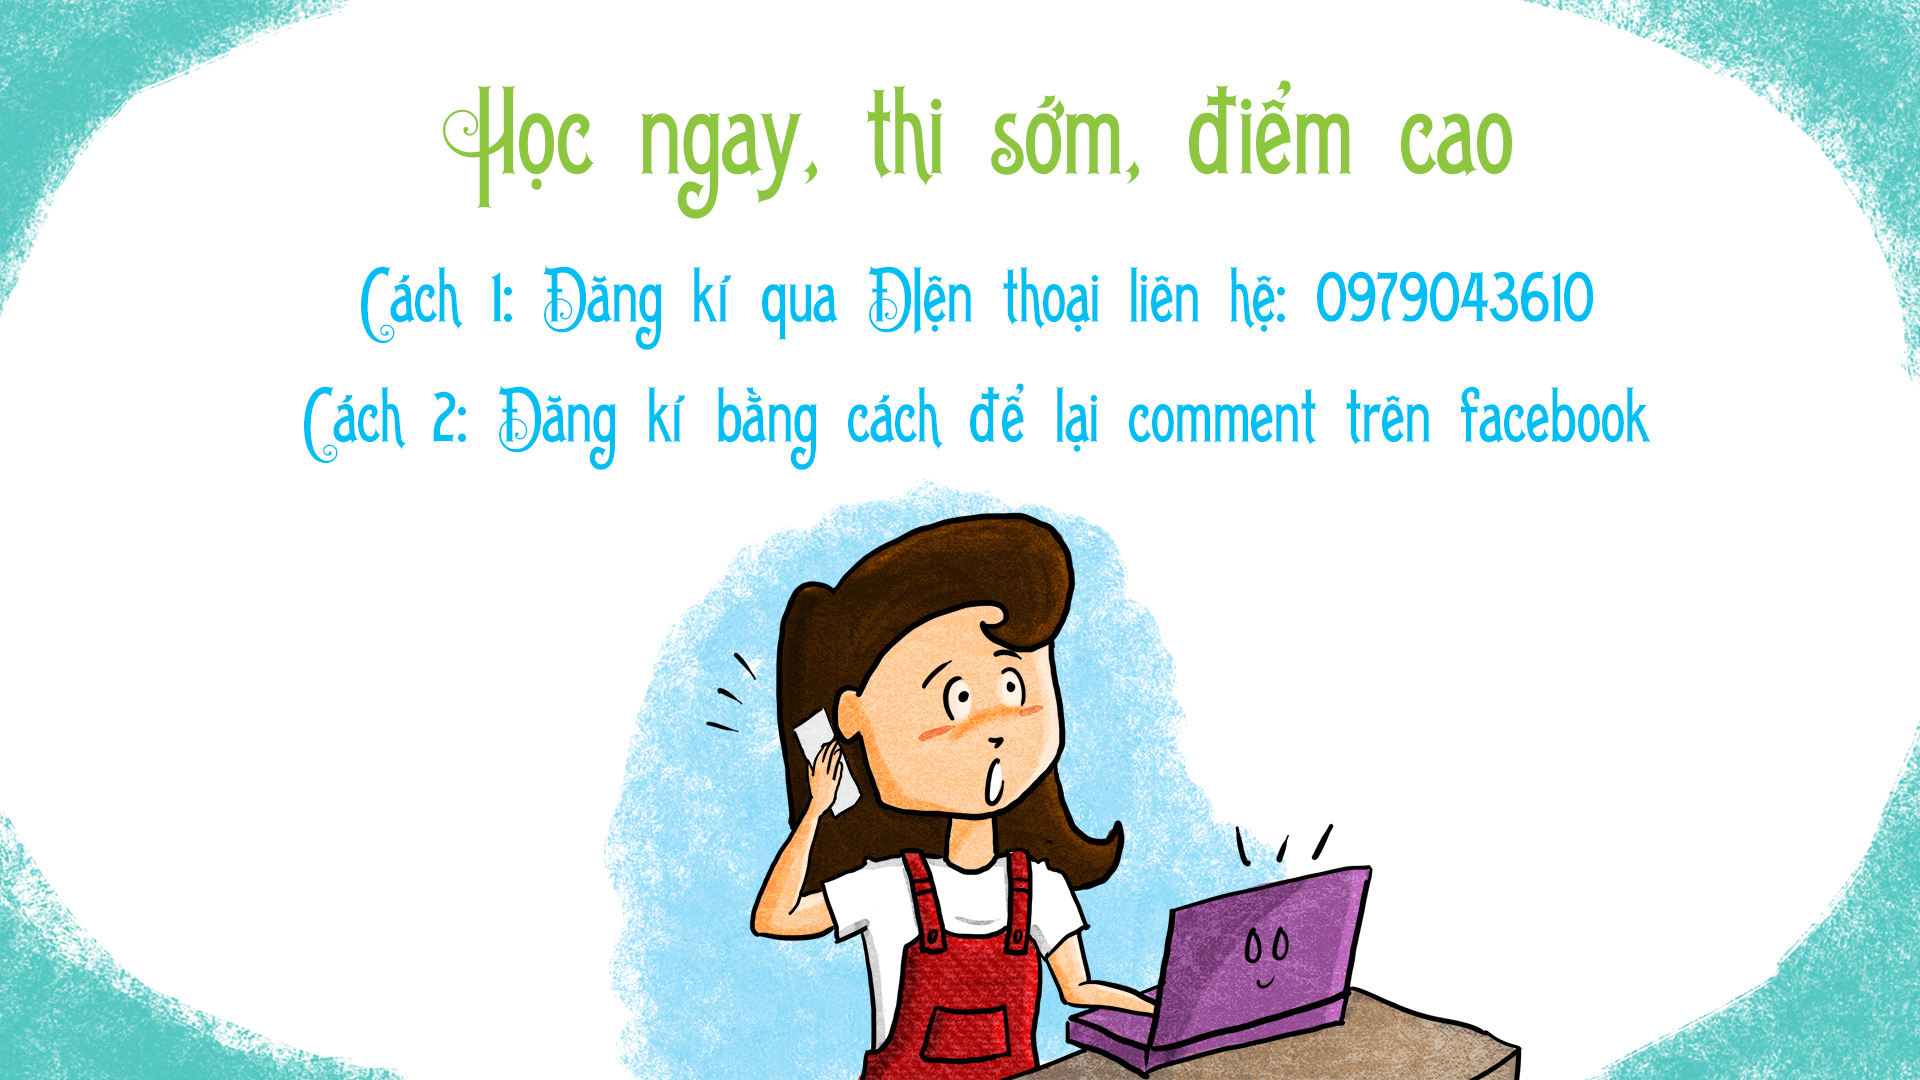 Học ngay, thi sớm, điểm cao
Cách 1: Đăng kí qua ĐIện thoại liên hệ: 0979043610
Cách 2: Đăng kí bằng cách để lại comment trên facebook